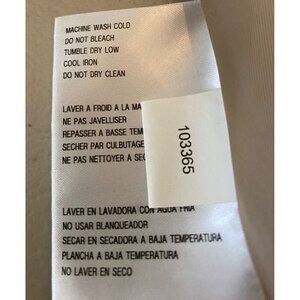 MACHINE WASH COLD
DO NOT BLEACH
TUMBLE DRY LOW
COOL IRON
DO NOT DRY CLEAN
LAVER A FROID A LA
NE PAS JAVELLISER
REPASSER A BASSE
SECHER PAR CULBUTAGE
NE PAS NETTOYER A
103365
LAVER EN LAVADORA CON AGUA FRIA
NO USAR BLANQUEADOR
SECAR EN SECADORA A BAJA TEMPERATURA
PLANCHA A BAJA TEMPERATURA
NO LAVER EN SECO